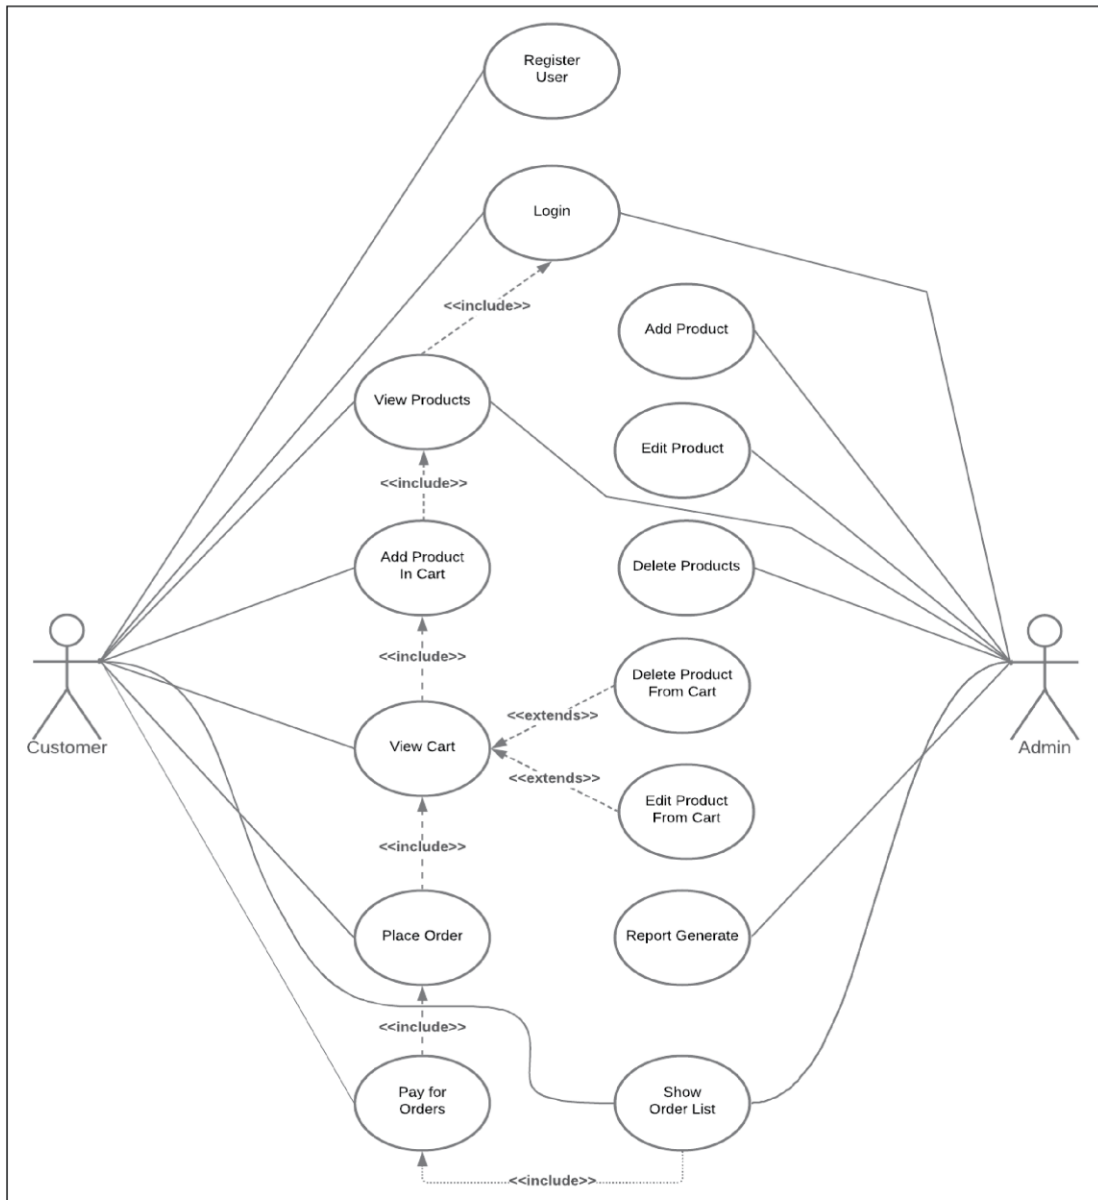 Register
User
Login
<<include>>
Add Product
View Products
Edit Product
<<include>>
Add Product
In Cart
Delete Products
<<include>>
Delete Product
From Cart
<<extends>>
Customer
View Cart
Admin
<<extends>>
Edit Product
From Cart
<<include>>
Place Order
Report Generate
<<include>>
Pay for
Orders
Show
Order List
<<include>>